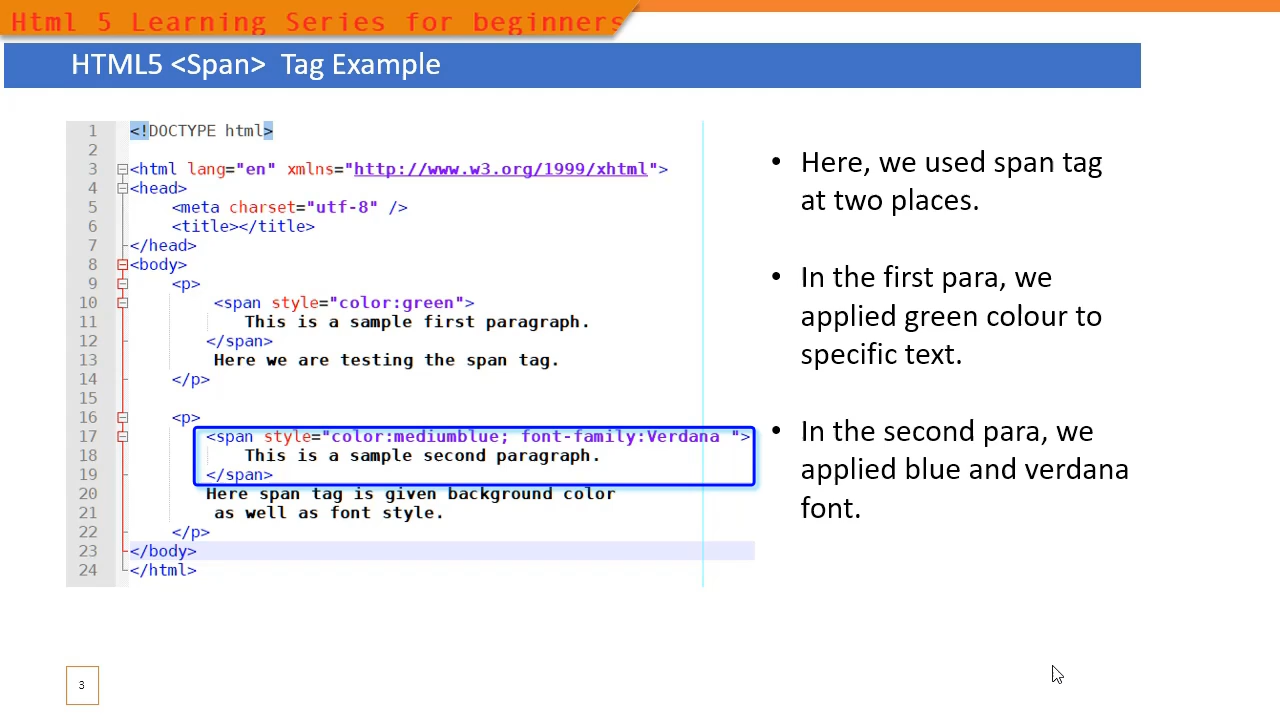 Html 5 Learning Series for beginners
HTML5 <Span> Tag Example
1 <!DOCTYPE html>
2
3 <html lang="en" xmlns="http://www.w3.org/1999/xhtml">
4 <head>
5 <meta charset="utf-8" />
6 <title></title>
7 </head>
8 <body>
9 <p>
10 <span style="color:green">
11 This is a sample first paragraph.
12 </span>
13 Here we are testing the span tag.
14 </p>
15
16 <p>
17 <span style="color:mediumblue; font-family:Verdana ">
18 This is a sample second paragraph.
19 </span>
20 Here span tag is given background color
21 as well as font style.
22 </p>
23 </body>
24 </html>
• Here, we used span tag
at two places.
• In the first para, we
applied green colour to
specific text.
• In the second para, we
applied blue and verdana
font.
3